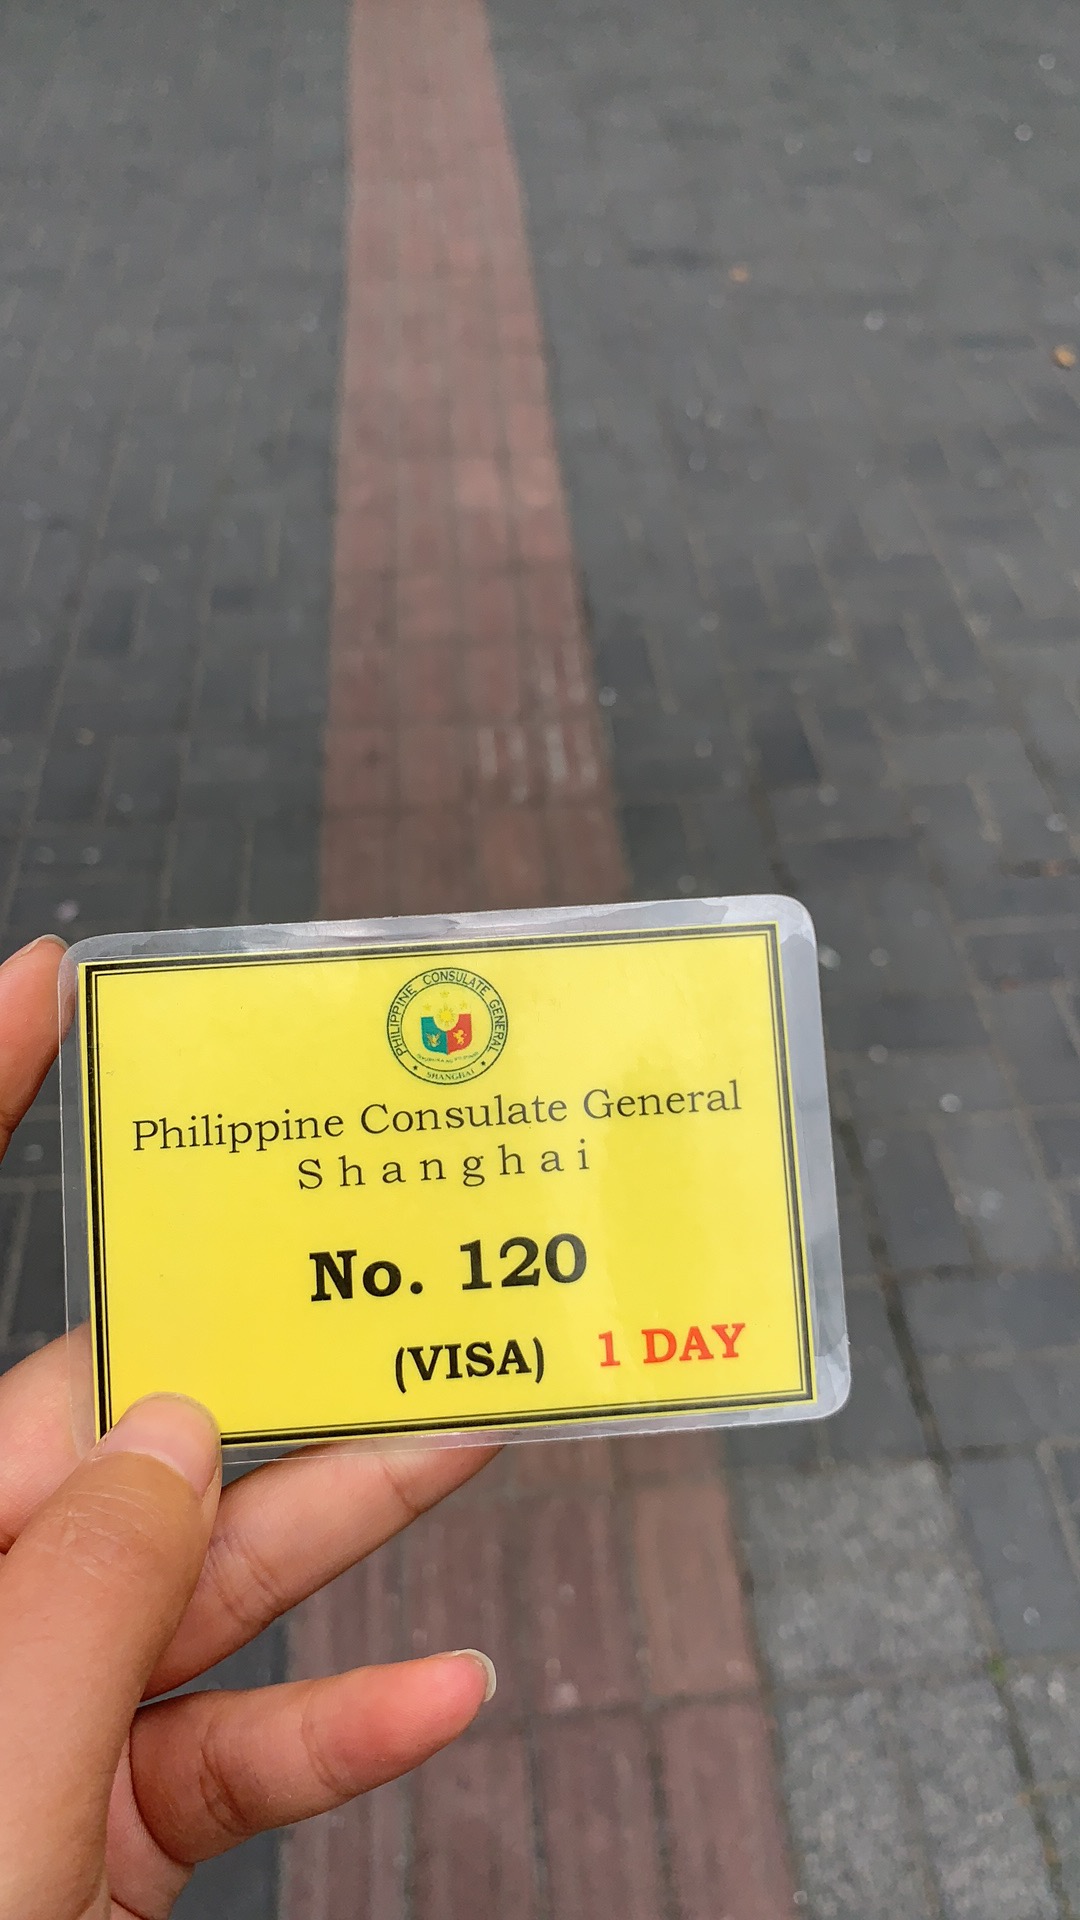 PHILIPPINE CONSULATE GENERAL
SHANGHAI
Philippine Consulate General
Shanghai
No. 120
(VISA) 1 DAY